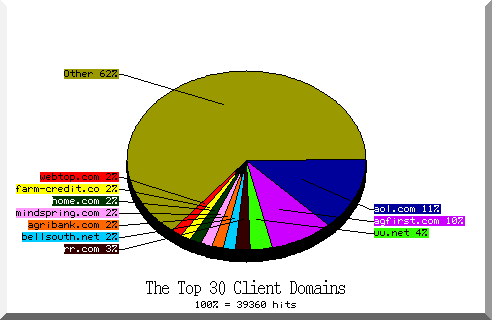 Other 62%
webtop.com 2%
farm-credit.co 2%
home.com 2%
mindspring.com 2%
agribank.com 2%
bellsouth.net 2%
rr.com 3%
aol.com 11%
agfirst.com 10%
uu.net 4%
The Top 30 Client Domains
100% = 39360 hits